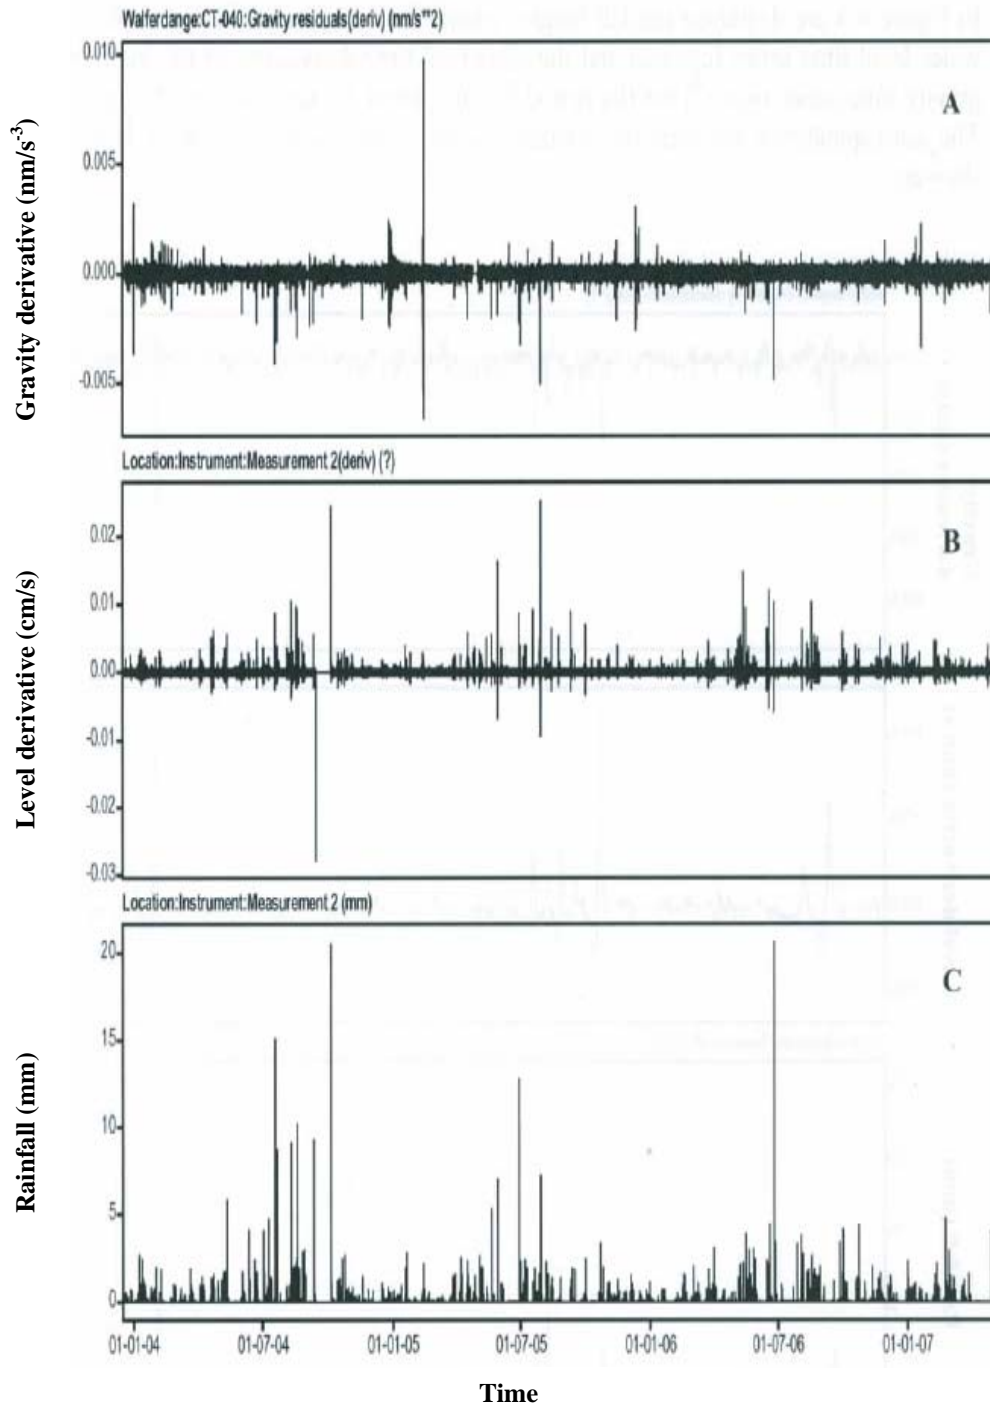 Walferdange:CT-040:Gravity residuals(deriv) (nm/s**2)
Gravity derivative (nm/s-3)
0.010
0.005
0.000
-0.005
A
Location:Instrument:Measurement 2(deriv) (?)
Level derivative (cm/s)
0.02
0.01
0.00
-0.01
-0.02
-0.03
B
Location:Instrument:Measurement 2 (mm)
Rainfall (mm)
20
15
10
5
0
C
01-01-04 01-07-04 01-01-05 01-07-05 01-01-06 01-07-06 01-01-07
Time